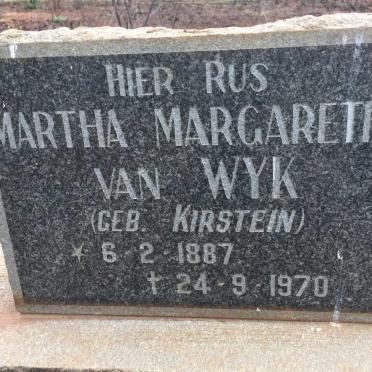 HIER RUS
MARTHA MARGARETH
VAN WYK
(GEB. KIRSTEIN)
* 6-2-1887
† 24-9-1970